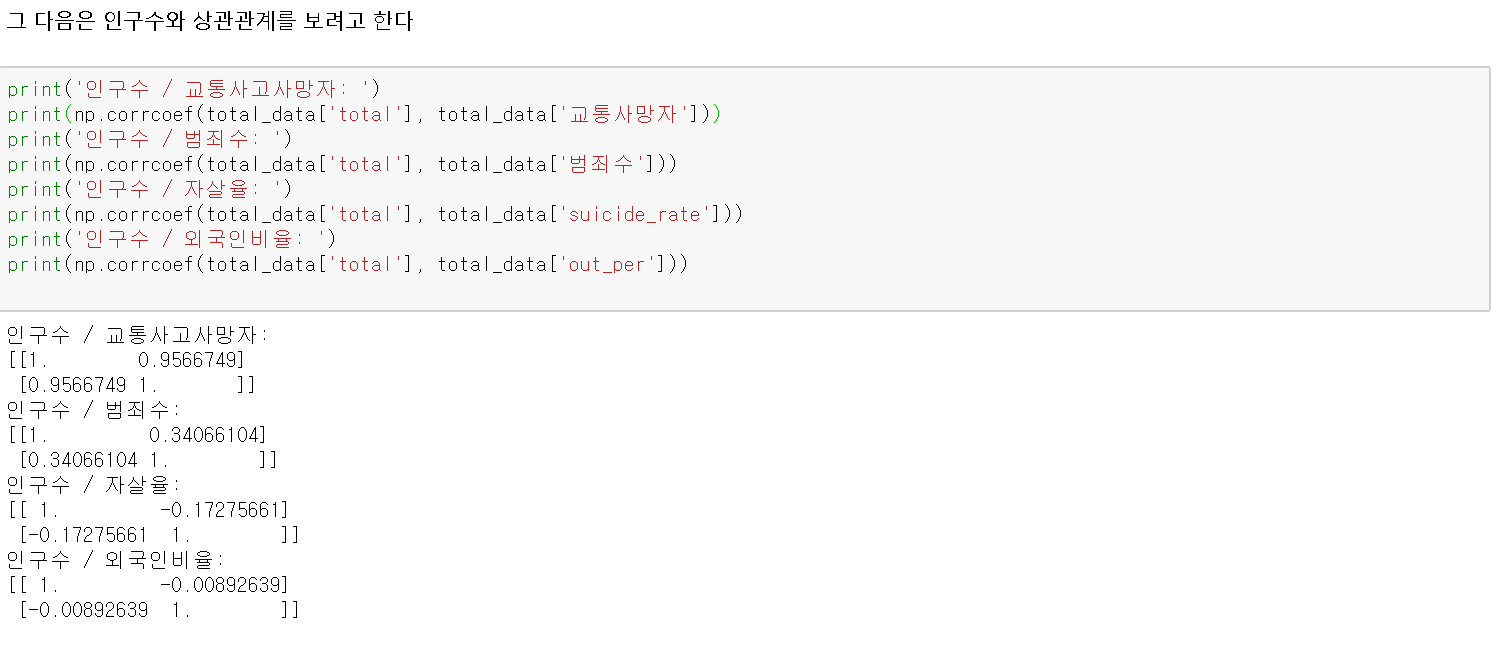 그 다음은 인구수와 상관관계를 보려고 한다
print('인구수 / 교통사고사망자: ')
print(np.corrcoef(total_data['total'], total_data['교통사망자']))
print('인구수 / 범죄수: ')
print(np.corrcoef(total_data['total'], total_data['범죄수']))
print('인구수 / 자살율: ')
print(np.corrcoef(total_data['total'], total_data['suicide_rate']))
print('인구수 / 외국인비율: ')
print(np.corrcoef(total_data['total'], total_data['out_per']))
인구수 / 교통사고사망자:
[[1.        0.9566749]
 [0.9566749 1.       ]]
인구수 / 범죄수:
[[1.         0.34066104]
 [0.34066104 1.        ]]
인구수 / 자살율:
[[ 1.         -0.17275661]
 [-0.17275661  1.        ]]
인구수 / 외국인비율:
[[ 1.         -0.00892639]
 [-0.00892639  1.        ]]